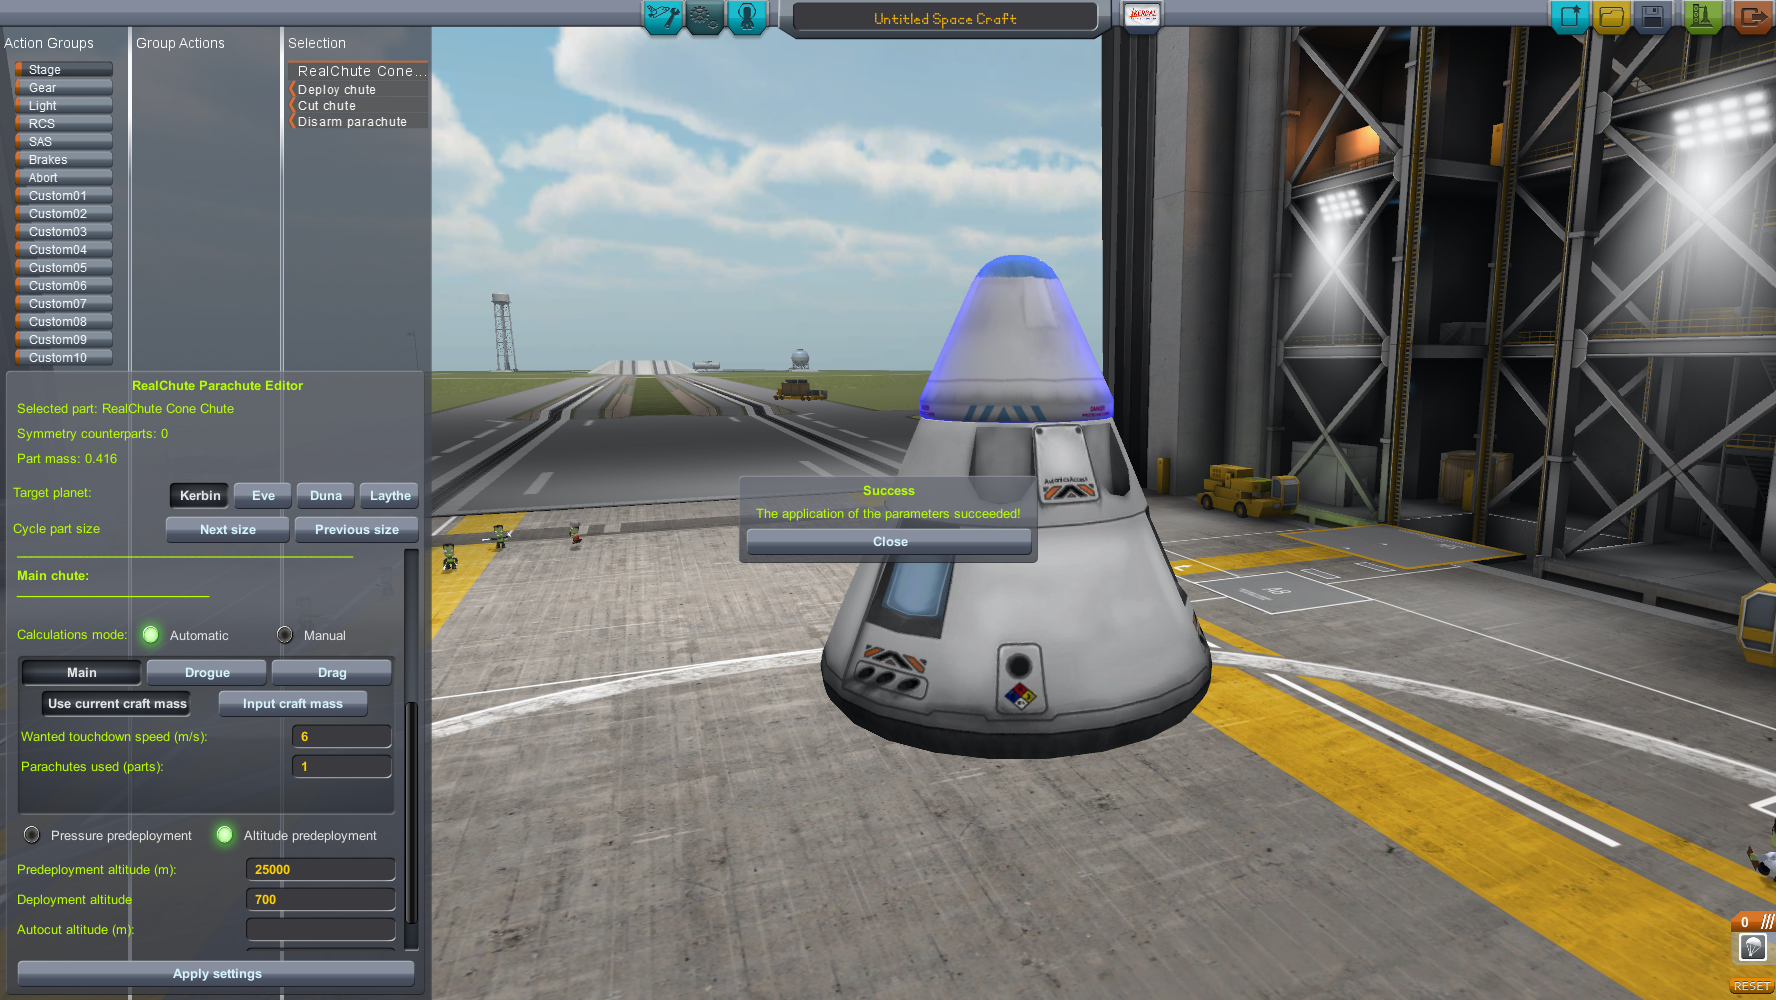 Untitled Space Craft
KERBAL
Action Groups
Group Actions
Selection
Stage
Gear
Light
RCS
SAS
Brakes
Abort
Custom01
Custom02
Custom03
Custom04
Custom05
Custom06
Custom07
Custom08
Custom09
Custom10
RealChute Cone...
Deploy chute
Cut chute
Disarm parachute
RealChute Parachute Editor
Selected part: RealChute Cone Chute
Symmetry counterparts: 0
Part mass: 0.416
Target planet: Kerbin Eve Duna Laythe
Cycle part size Next size Previous size
Main chute:
Calculations mode: Automatic Manual
Main Drogue Drag
Use current craft mass Input craft mass
Wanted touchdown speed (m/s): 6
Parachutes used (parts): 1
Pressure predeployment Altitude predeployment
Predeployment altitude (m): 25000
Deployment altitude 700
Autocut altitude (m):
Apply settings
Success
The application of the parameters succeeded!
Close
Avionics Access
DANGER
0
RESET